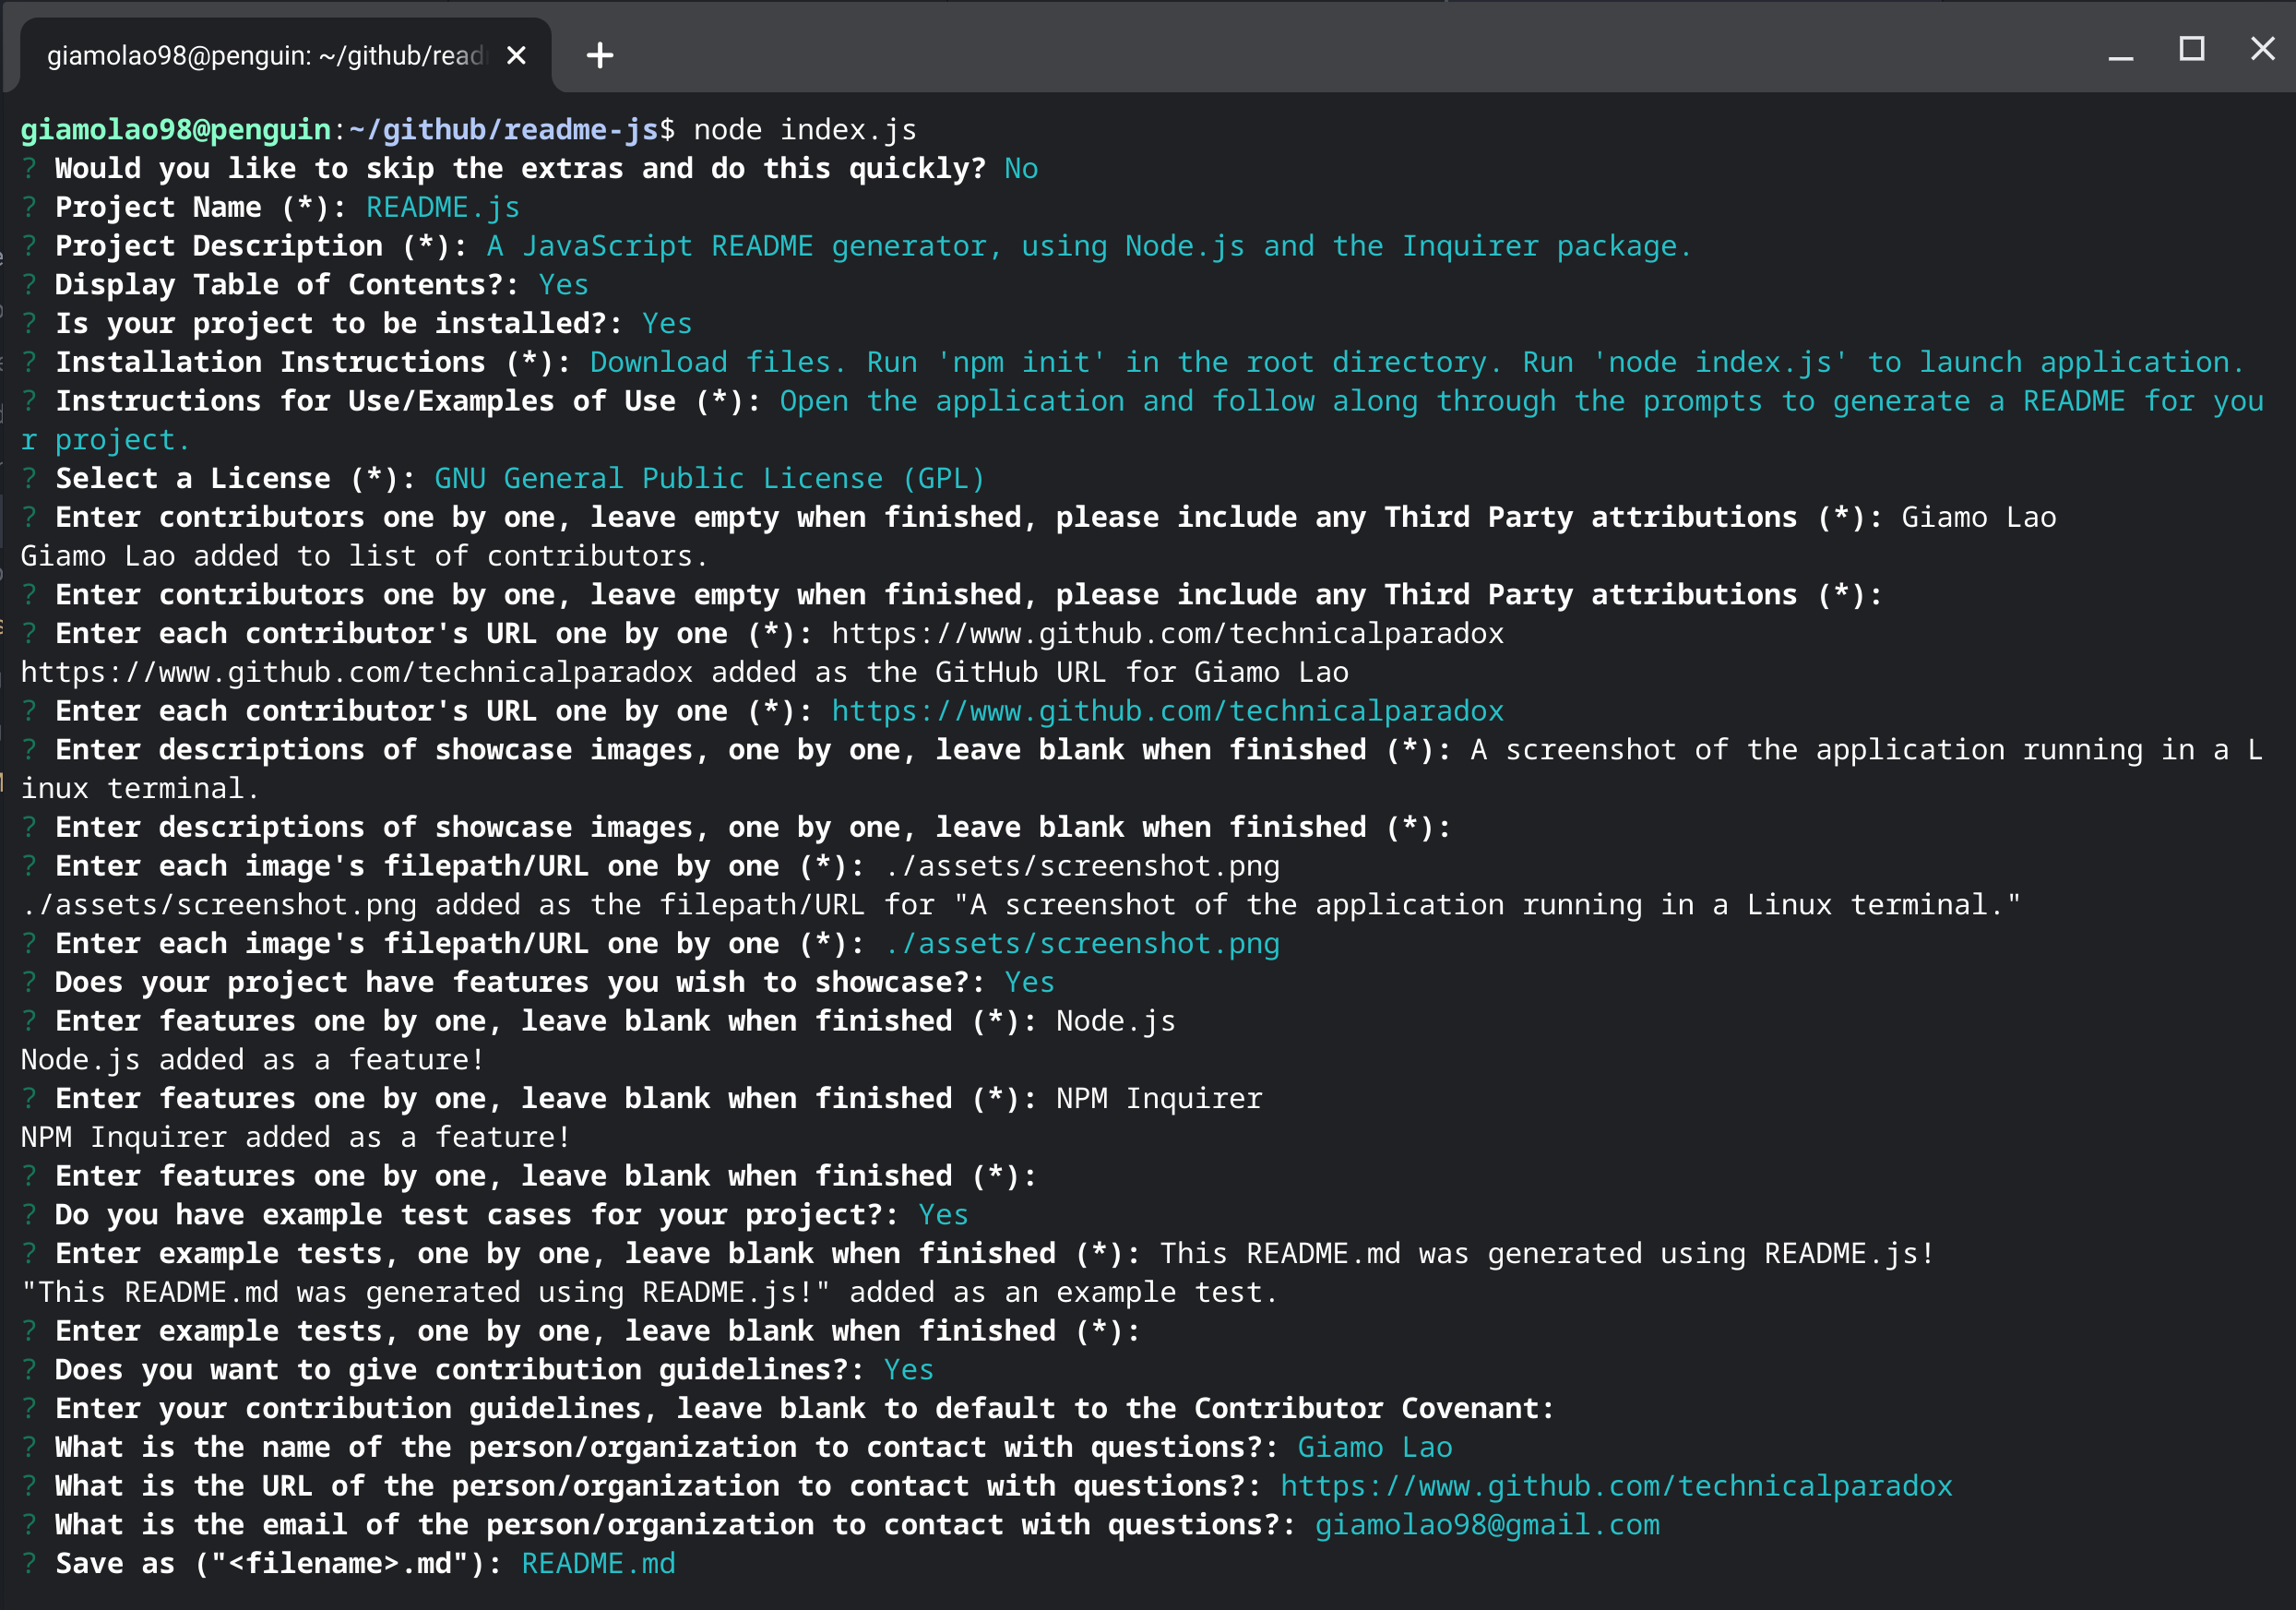 giamolao98@penguin: ~/github/read
giamolao98@penguin:~/github/readme-js$ node index.js
? Would you like to skip the extras and do this quickly? No
? Project Name (*): README.js
? Project Description (*): A JavaScript README generator, using Node.js and the Inquirer package.
? Display Table of Contents?: Yes
? Is your project to be installed?: Yes
? Installation Instructions (*): Download files. Run 'npm init' in the root directory. Run 'node index.js' to launch application.
? Instructions for Use/Examples of Use (*): Open the application and follow along through the prompts to generate a README for you
r project.
? Select a License (*): GNU General Public License (GPL)
? Enter contributors one by one, leave empty when finished, please include any Third Party attributions (*): Giamo Lao
Giamo Lao added to list of contributors.
? Enter contributors one by one, leave empty when finished, please include any Third Party attributions (*):
? Enter each contributor's URL one by one (*): https://www.github.com/technicalparadox
https://www.github.com/technicalparadox added as the GitHub URL for Giamo Lao
? Enter each contributor's URL one by one (*): https://www.github.com/technicalparadox
? Enter descriptions of showcase images, one by one, leave blank when finished (*): A screenshot of the application running in a L
inux terminal.
? Enter descriptions of showcase images, one by one, leave blank when finished (*):
? Enter each image's filepath/URL one by one (*): ./assets/screenshot.png
./assets/screenshot.png added as the filepath/URL for "A screenshot of the application running in a Linux terminal."
? Enter each image's filepath/URL one by one (*): ./assets/screenshot.png
? Does your project have features you wish to showcase?: Yes
? Enter features one by one, leave blank when finished (*): Node.js
Node.js added as a feature!
? Enter features one by one, leave blank when finished (*): NPM Inquirer
NPM Inquirer added as a feature!
? Enter features one by one, leave blank when finished (*):
? Do you have example test cases for your project?: Yes
? Enter example tests, one by one, leave blank when finished (*): This README.md was generated using README.js!
"This README.md was generated using README.js!" added as an example test.
? Enter example tests, one by one, leave blank when finished (*):
? Does you want to give contribution guidelines?: Yes
? Enter your contribution guidelines, leave blank to default to the Contributor Covenant:
? What is the name of the person/organization to contact with questions?: Giamo Lao
? What is the URL of the person/organization to contact with questions?: https://www.github.com/technicalparadox
? What is the email of the person/organization to contact with questions?: giamolao98@gmail.com
? Save as ("<filename>.md"): README.md